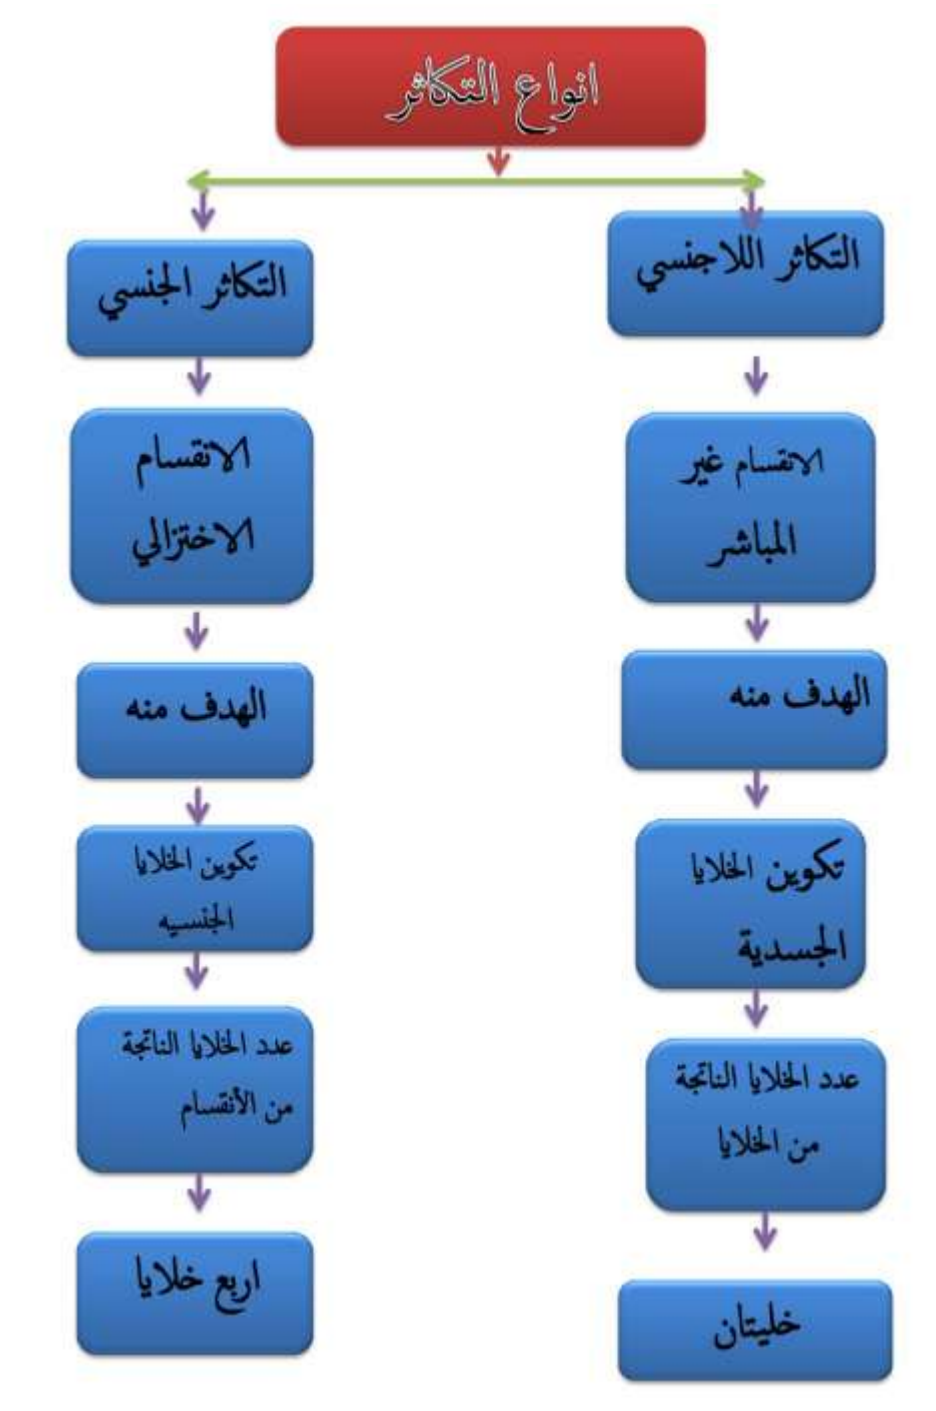 انواع التكاثر
التكاثر اللاجنسي
الانقسام غير
المباشر
الهدف منه
تكوين الخلايا
الجسدية
عدد الخلايا الناتجة
من الخلايا
خليتان
التكاثر الجنسي
الانقسام
الاختزالي
الهدف منه
تكوين الخلايا
الجنسيه
عدد الخلايا الناتجة
من الأنقسام
اربع خلايا